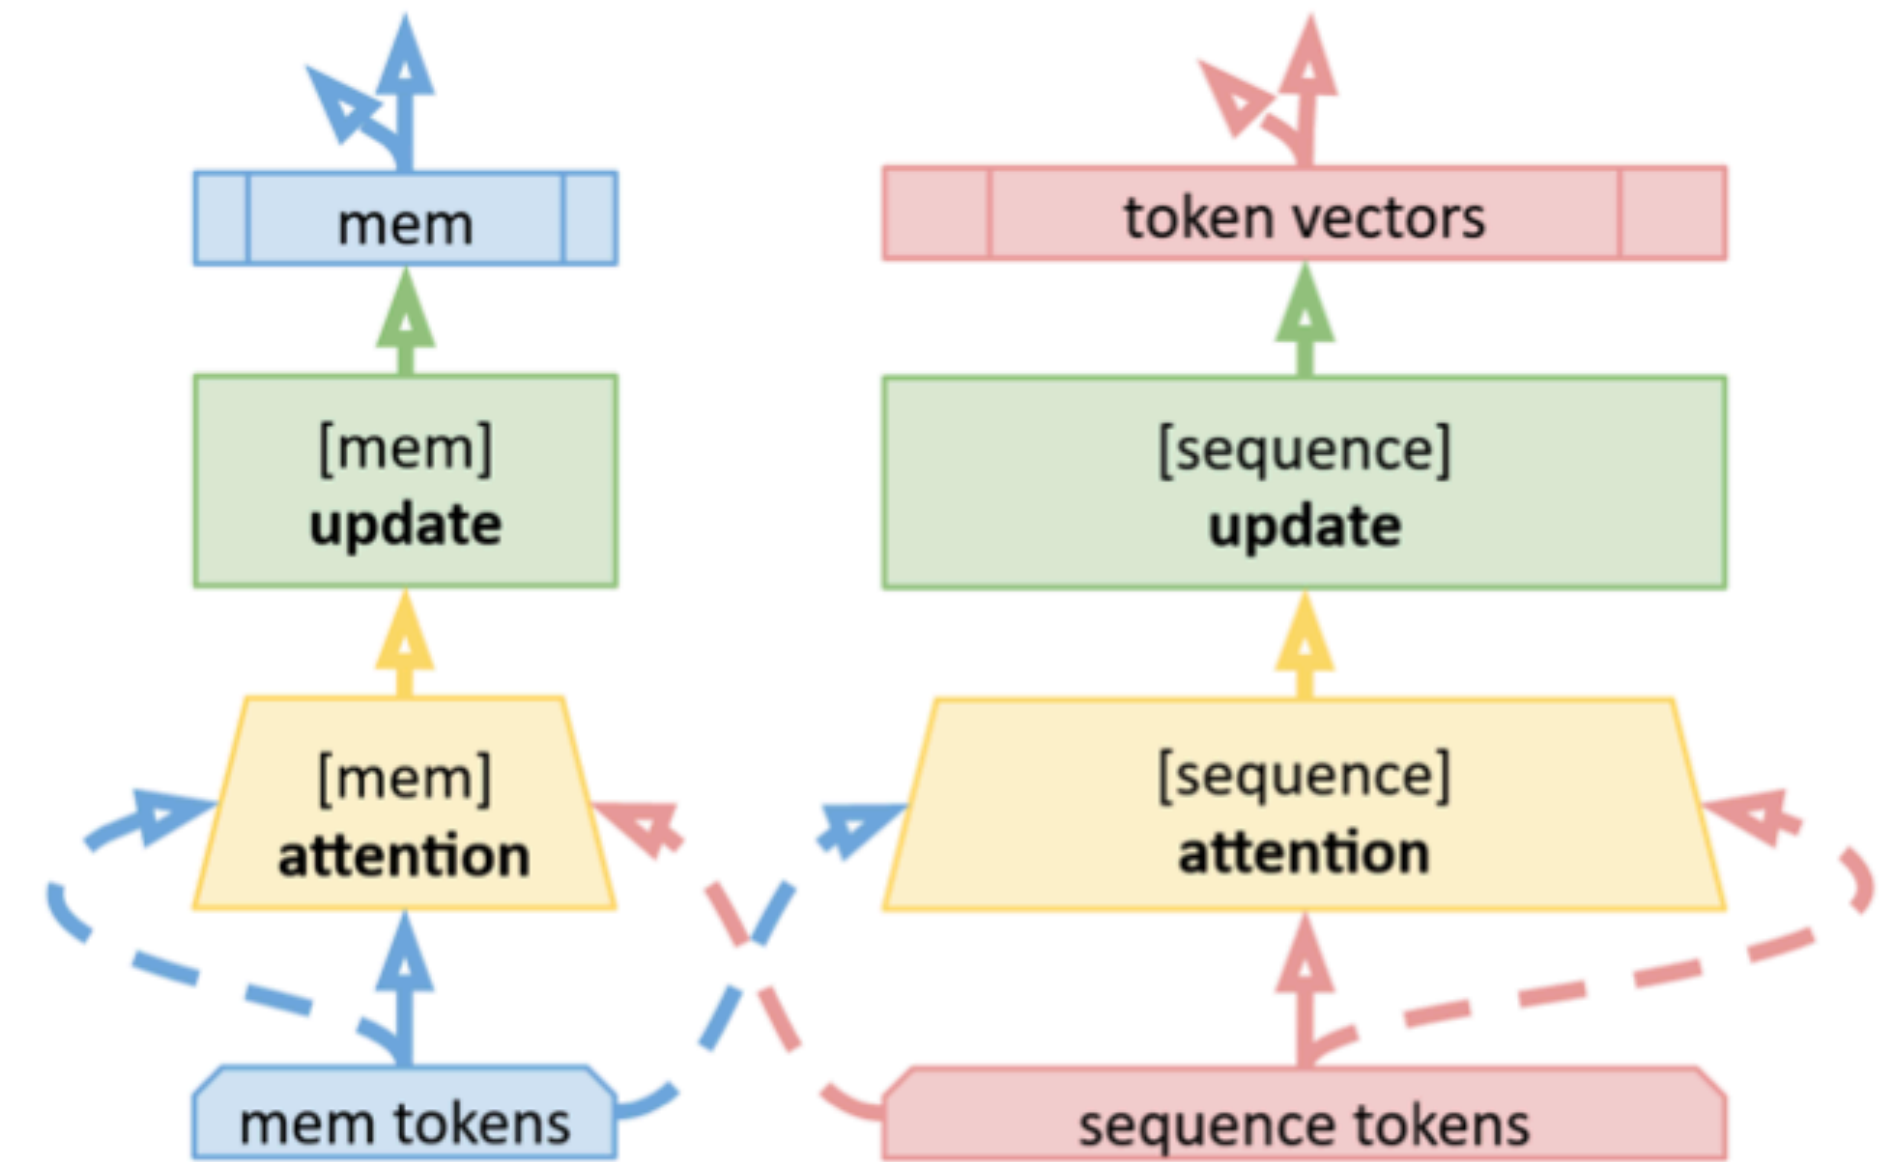 mem
token vectors
[mem]
update
[sequence]
update
[mem]
attention
[sequence]
attention
mem tokens
sequence tokens